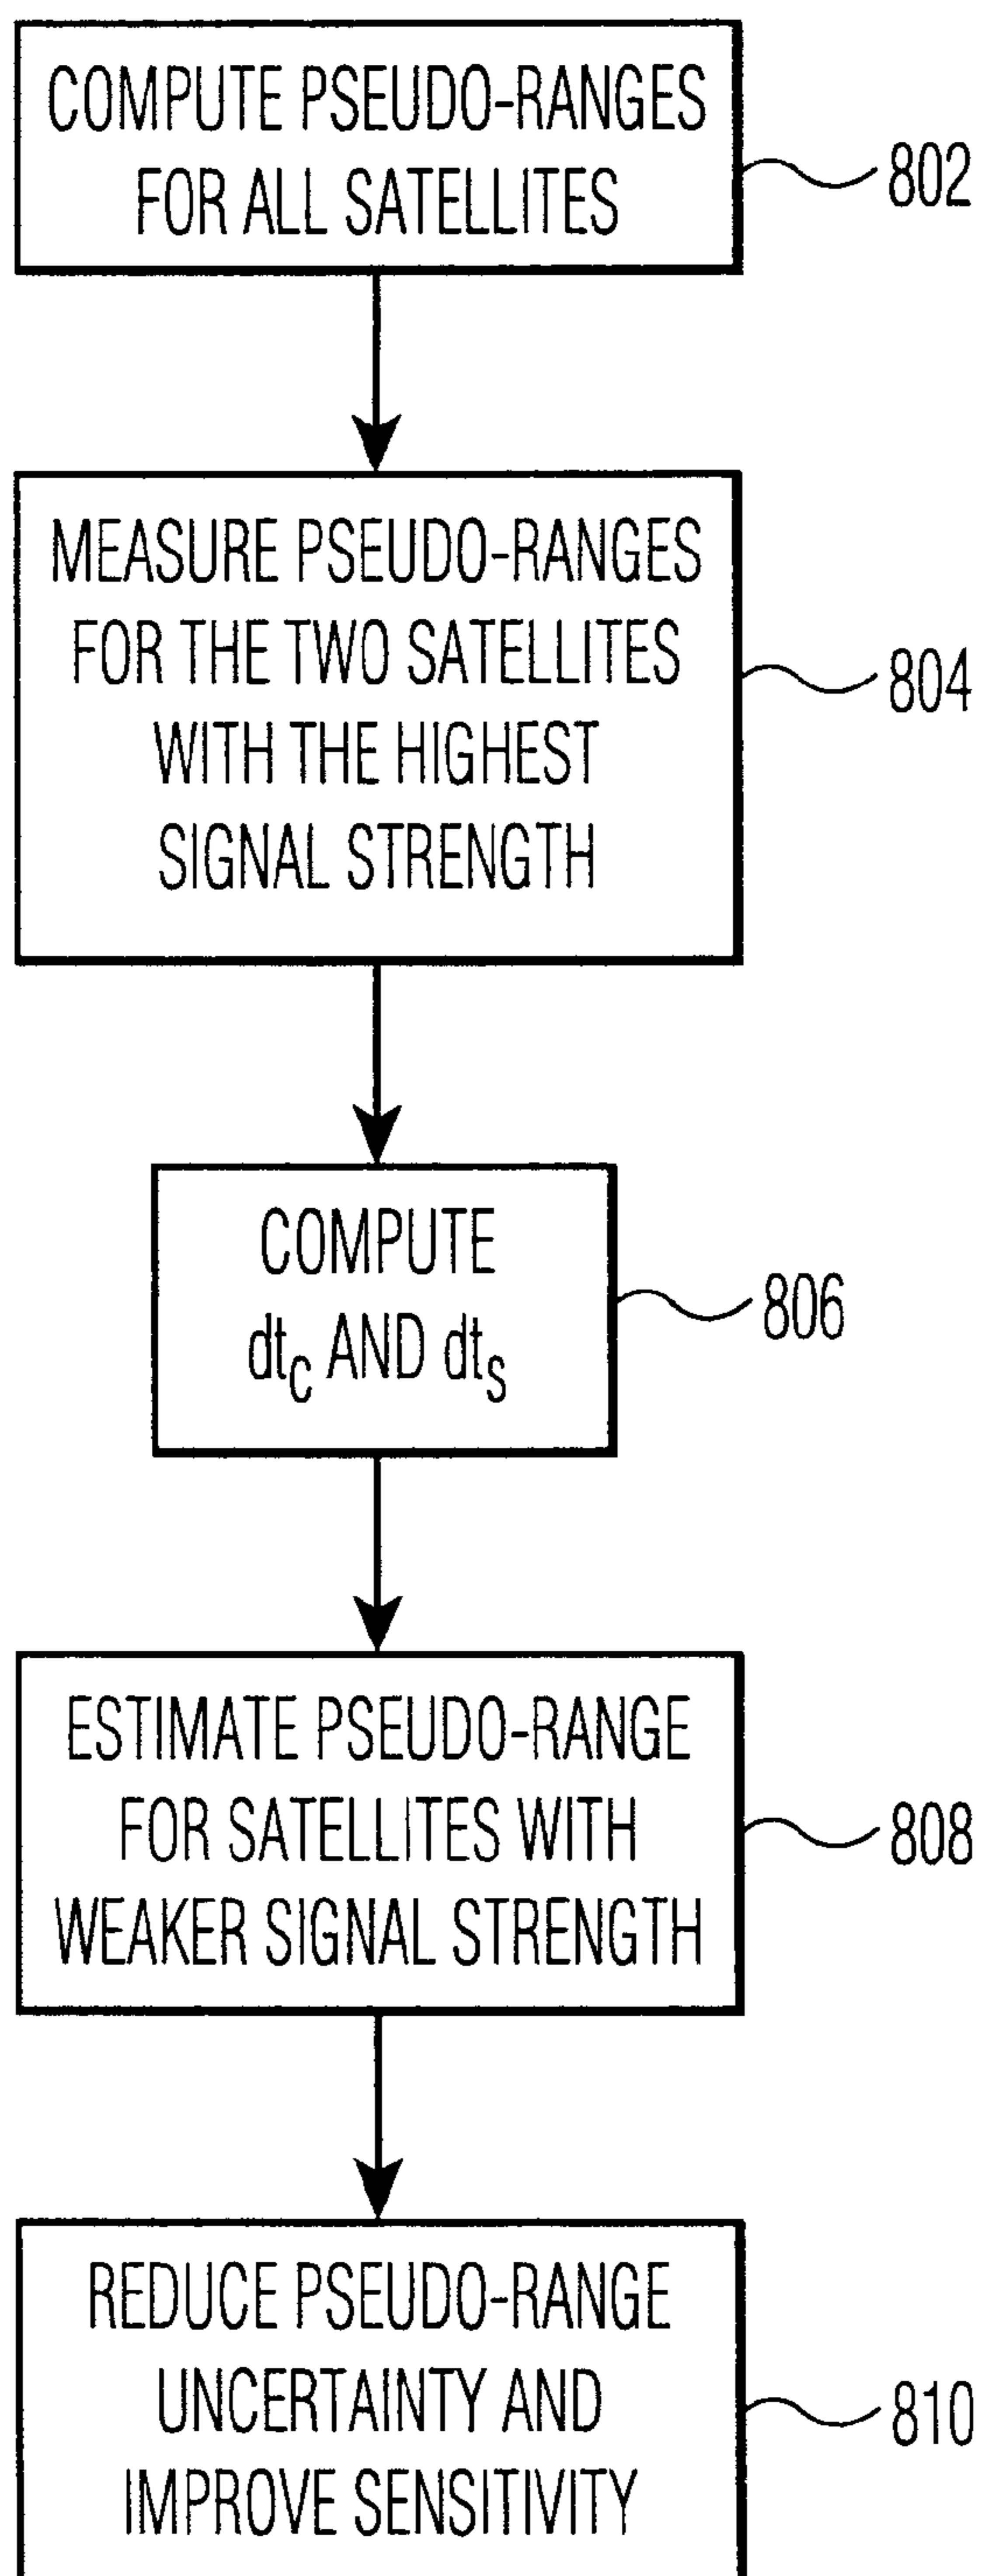 COMPUTE PSEUDO-RANGES
FOR ALL SATELLITES
802
MEASURE PSEUDO-RANGES
FOR THE TWO SATELLITES
WITH THE HIGHEST
SIGNAL STRENGTH
804
COMPUTE
dtC AND dtS
806
ESTIMATE PSEUDO-RANGE
FOR SATELLITES WITH
WEAKER SIGNAL STRENGTH
808
REDUCE PSEUDO-RANGE
UNCERTAINTY AND
IMPROVE SENSITIVITY
810